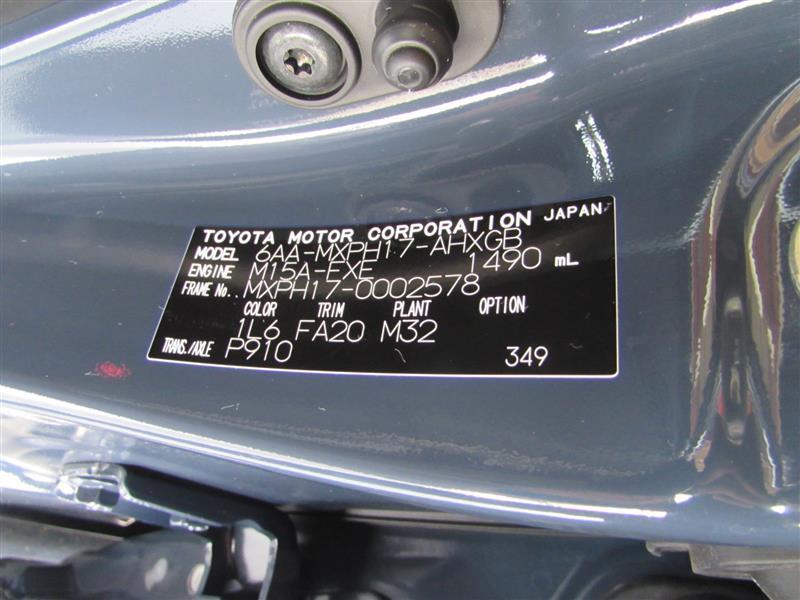 TOYOTA MOTOR CORPORATION JAPAN
MODEL 6AA-MXPH17-AHXGB
ENGINE M15A-EXE 1490 mL
FRAME No. MXPH17-0002578
COLOR TRIM PLANT OPTION
1L6 FA20 M32
TRANS./AXLE P910 349